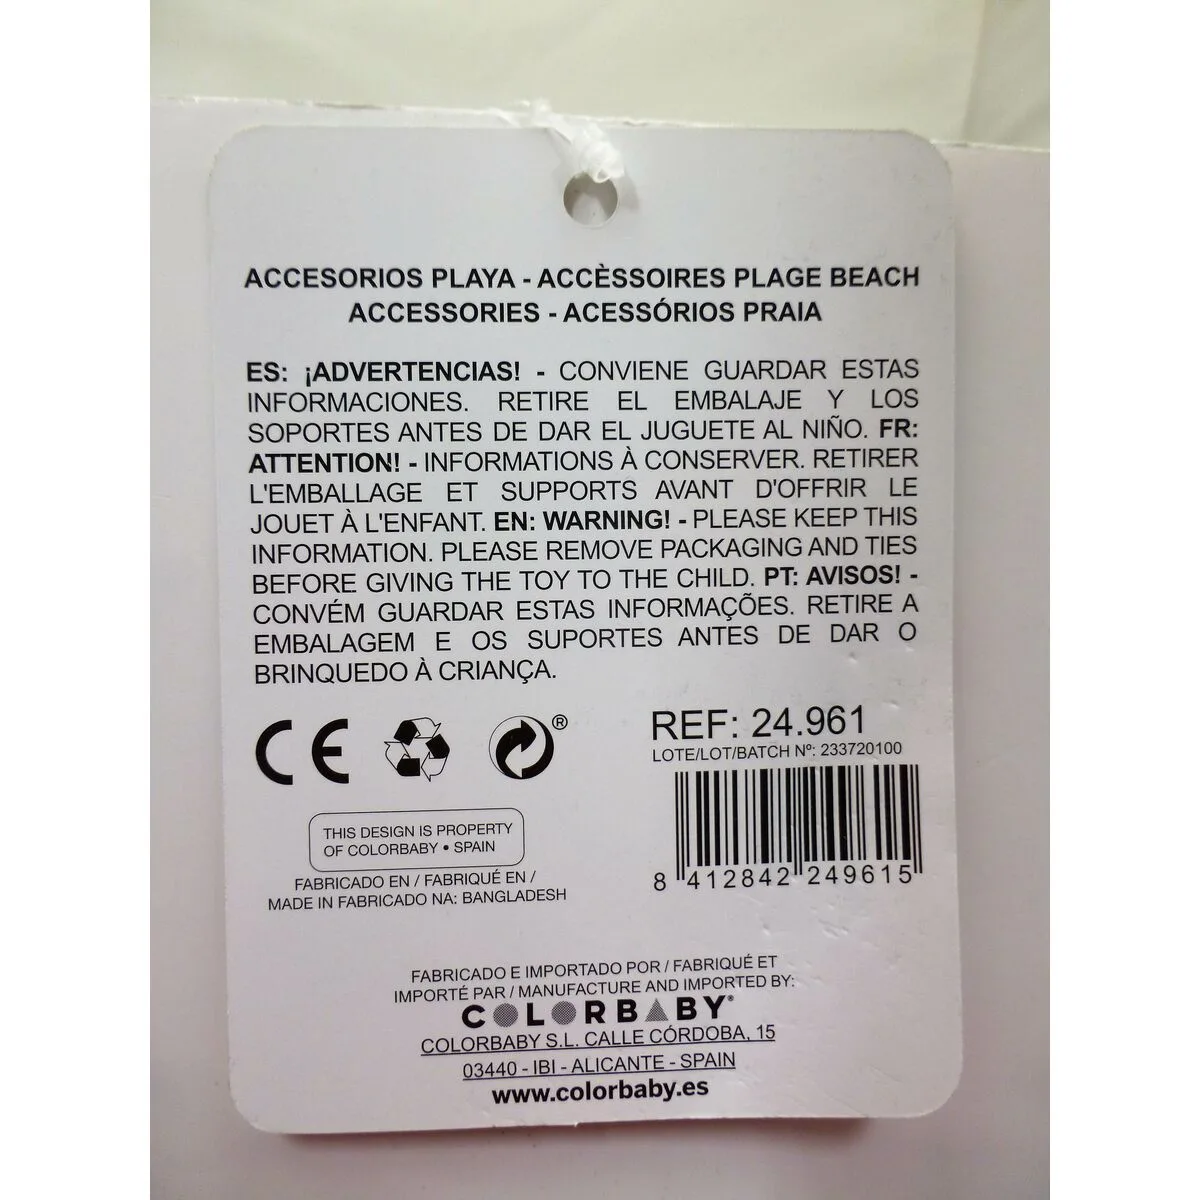 ACCESORIOS PLAYA - ACCÈSSOIRES PLAGE BEACH
ACCESSORIES - ACESSÓRIOS PRAIA
ES: ¡ADVERTENCIAS! - CONVIENE GUARDAR ESTAS
INFORMACIONES. RETIRE EL EMBALAJE Y LOS
SOPORTES ANTES DE DAR EL JUGUETE AL NIÑO. FR:
ATTENTION! - INFORMATIONS À CONSERVER. RETIRER
L'EMBALLAGE ET SUPPORTS AVANT D'OFFRIR LE
JOUET À L'ENFANT. EN: WARNING! - PLEASE KEEP THIS
INFORMATION. PLEASE REMOVE PACKAGING AND TIES
BEFORE GIVING THE TOY TO THE CHILD. PT: AVISOS! -
CONVÉM GUARDAR ESTAS INFORMAÇÕES. RETIRE A
EMBALAGEM E OS SUPORTES ANTES DE DAR O
BRINQUEDO À CRIANÇA.
CE ®
REF: 24.961
LOTE/LOT/BATCH Nº: 233720100
8 412842 249615
THIS DESIGN IS PROPERTY
OF COLORBABY • SPAIN
FABRICADO EN / FABRIQUÉ EN /
MADE IN FABRICADO NA: BANGLADESH
FABRICADO E IMPORTADO POR / FABRIQUÉ ET
IMPORTÉ PAR / MANUFACTURE AND IMPORTED BY:
COLORBABY®
COLORBABY S.L. CALLE CÓRDOBA, 15
03440 - IBI - ALICANTE - SPAIN
www.colorbaby.es